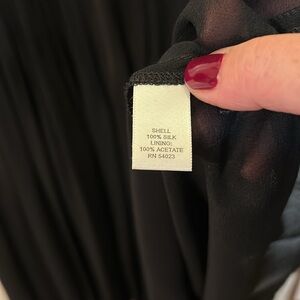 SHELL
100% SILK
LINING:
100% ACETATE
RN 54023